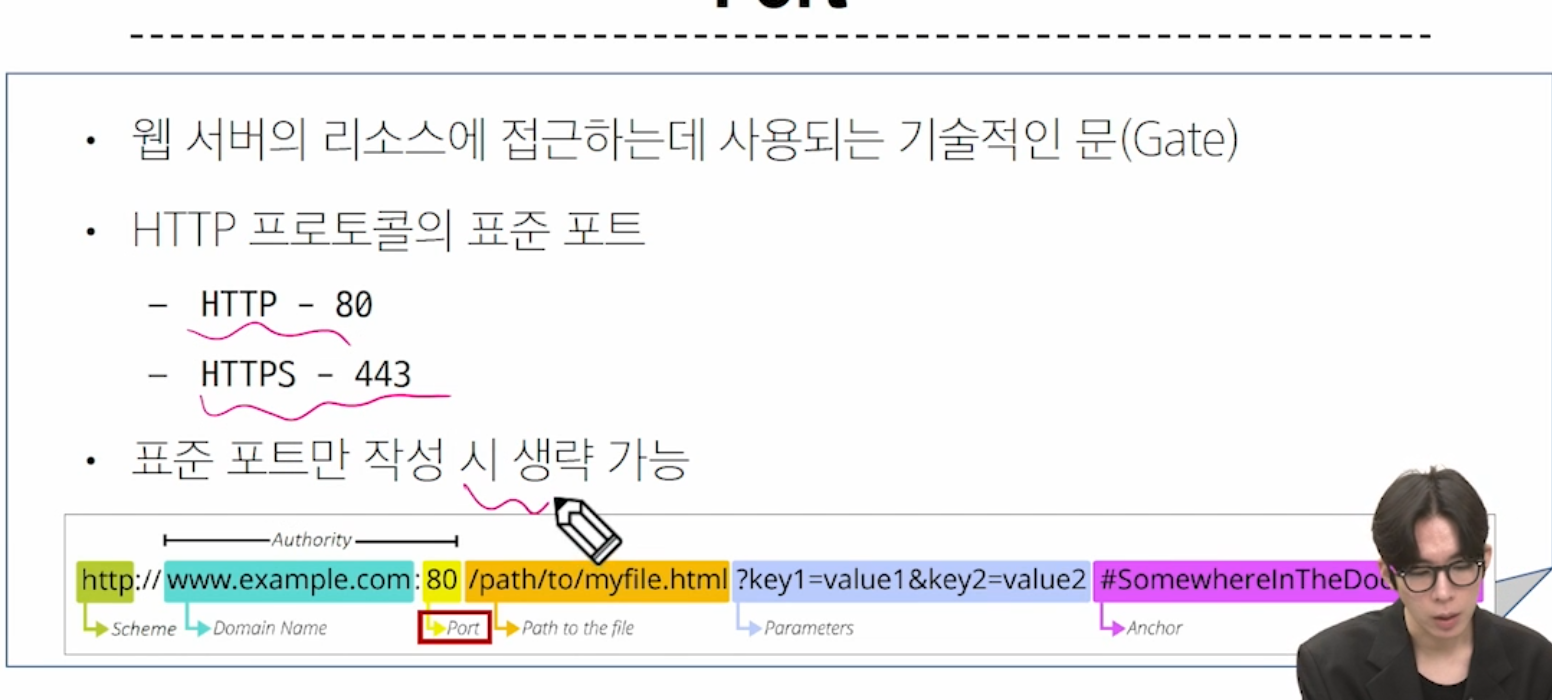 • 웹 서버의 리소스에 접근하는데 사용되는 기술적인 문(Gate)
• HTTP 프로토콜의 표준 포트
– HTTP – 80
– HTTPS – 443
• 표준 포트만 작성 시 생략 가능
Authority
http://www.example.com:80/path/to/myfile.html?key1=value1&key2=value2#SomewhereInTheDoc
Scheme Domain Name Port Path to the file Parameters Anchor